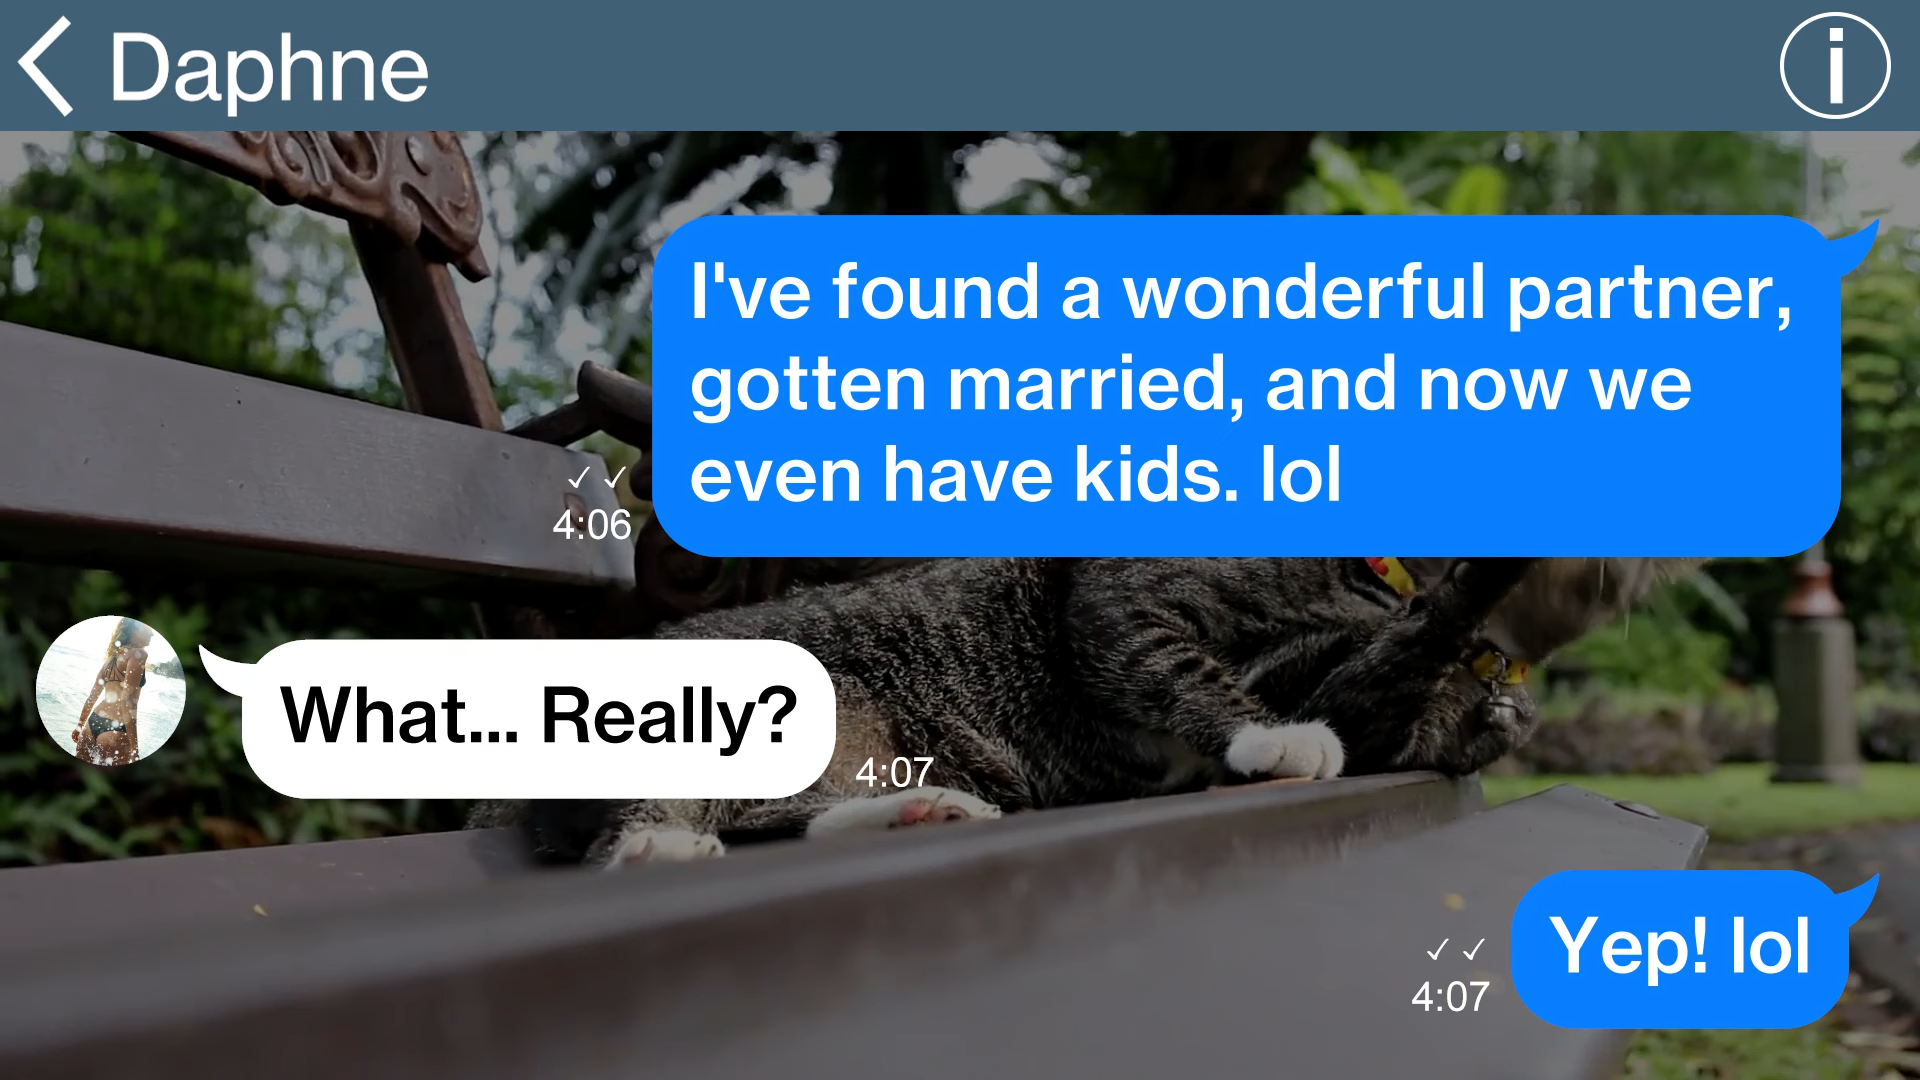 Daphne
i
I've found a wonderful partner,
gotten married, and now we
even have kids. lol
✓ ✓
4:06
What... Really?
4:07
Yep! lol
✓ ✓
4:07